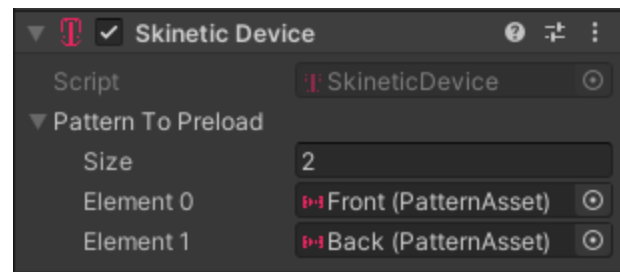 Skinetic Device
Script SkineticDevice
Pattern To Preload
Size 2
Element 0 Front (PatternAsset)
Element 1 Back (PatternAsset)